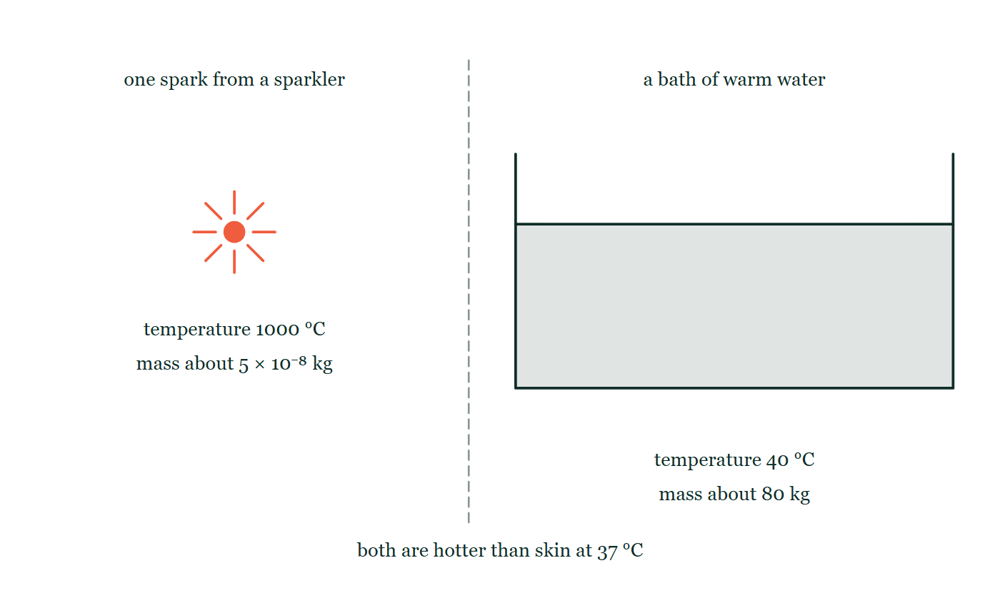 one spark from a sparkler
temperature 1000 °C
mass about 5 × 10⁻⁸ kg
a bath of warm water
temperature 40 °C
mass about 80 kg
both are hotter than skin at 37 °C